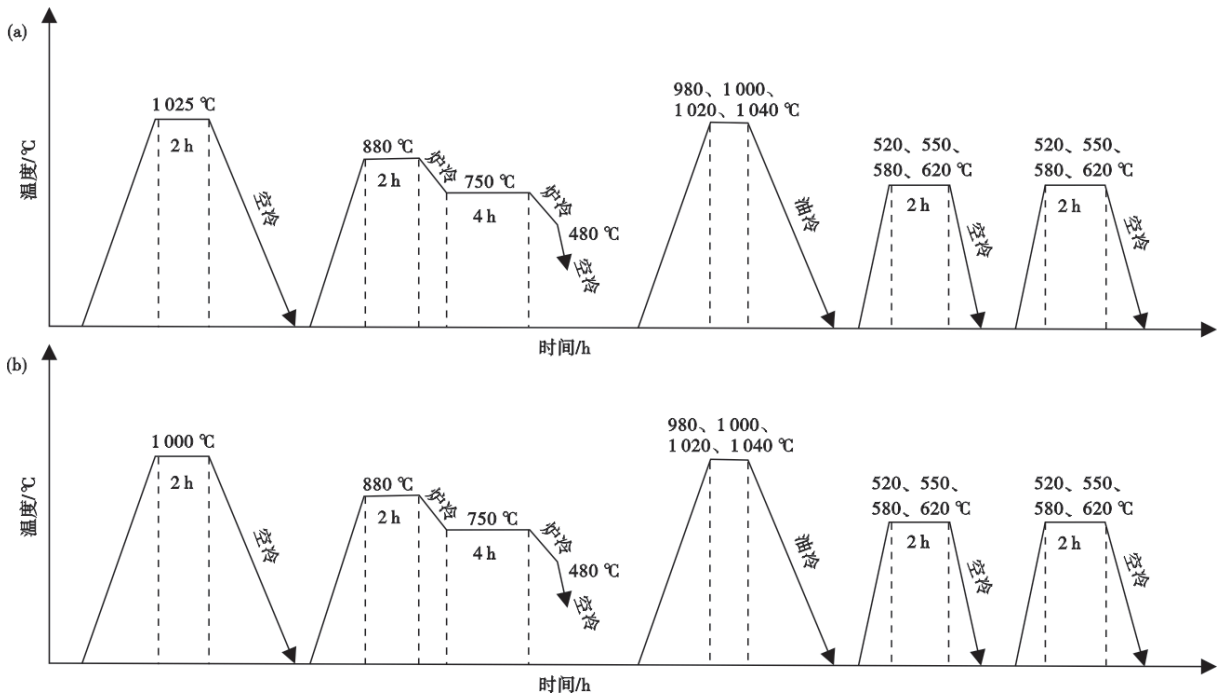 (a)
温度/℃
1 025 ℃
2 h
空冷
880 ℃
2 h
炉冷
750 ℃
4 h
炉冷
480 ℃
空冷
980、1 000、
1 020、1 040 ℃
油冷
520、550、
580、620 ℃
2 h
空冷
520、550、
580、620 ℃
2 h
空冷
时间/h
(b)
温度/℃
1 000 ℃
2 h
空冷
880 ℃
2 h
炉冷
750 ℃
4 h
炉冷
480 ℃
空冷
980、1 000、
1 020、1 040 ℃
油冷
520、550、
580、620 ℃
2 h
空冷
520、550、
580、620 ℃
2 h
空冷
时间/h